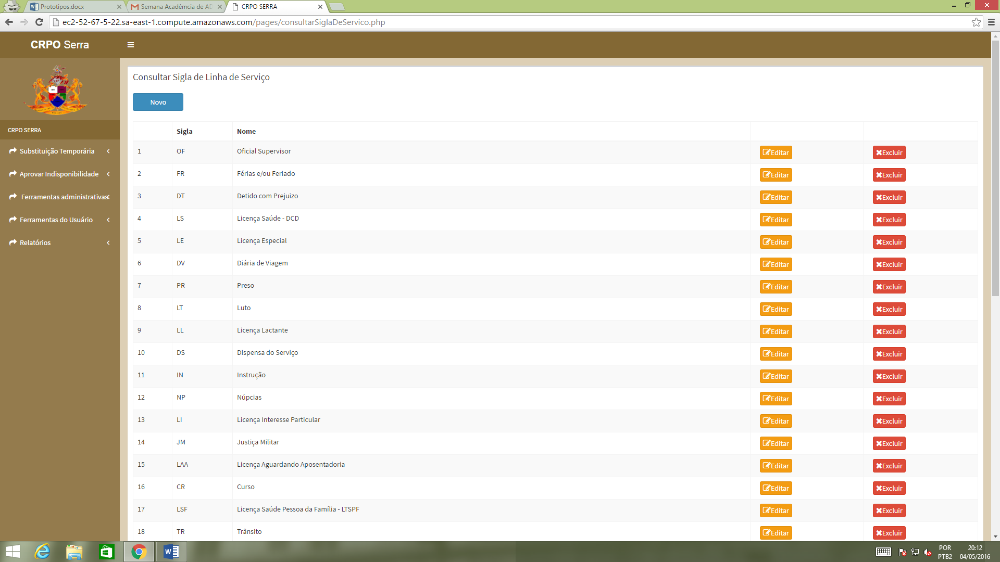 Prototipos.docx
Semana Acadêmcia de AD
CRPO SERRA
ec2-52-67-5-22.sa-east-1.compute.amazonaws.com/pages/consultarSiglaDeServico.php
CRPO Serra
CRPO SERRA
Substituição Temporária
Aprovar Indisponibilidade
Ferramentas administrativas
Ferramentas do Usuário
Relatórios
Consultar Sigla de Linha de Serviço
Novo
Sigla Nome
1 OF Oficial Supervisor Editar Excluir
2 FR Férias e/ou Feriado Editar Excluir
3 DT Detido com Prejuizo Editar Excluir
4 LS Licença Saúde - DCD Editar Excluir
5 LE Licença Especial Editar Excluir
6 DV Diária de Viagem Editar Excluir
7 PR Preso Editar Excluir
8 LT Luto Editar Excluir
9 LL Licença Lactante Editar Excluir
10 DS Dispensa do Serviço Editar Excluir
11 IN Instrução Editar Excluir
12 NP Núpcias Editar Excluir
13 LI Licença Interesse Particular Editar Excluir
14 JM Justiça Militar Editar Excluir
15 LAA Licença Aguardando Aposentadoria Editar Excluir
16 CR Curso Editar Excluir
17 LSF Licença Saúde Pessoa da Família - LTSPF Editar Excluir
18 TR Trânsito Editar Excluir
POR 20:12
PTB2 04/05/2016